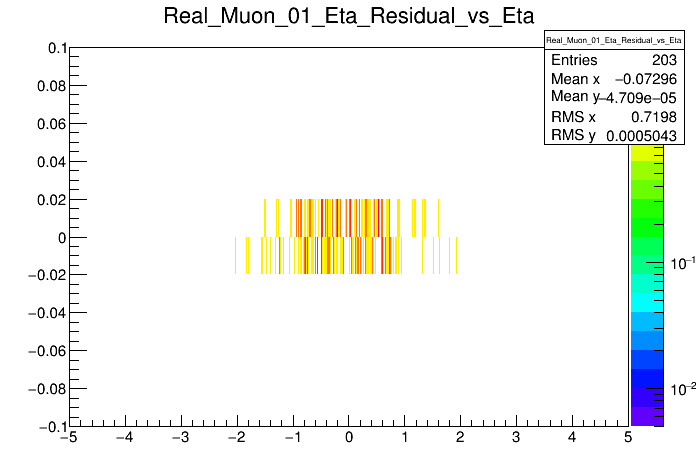 Real_Muon_01_Eta_Residual_vs_Eta
Real_Muon_01_Eta_Residual_vs_Eta
Entries 203
Mean x −0.07296
Mean y −4.709e−05
RMS x 0.7198
RMS y 0.0005043
0.1
0.08
0.06
0.04
0.02
0
−0.02
−0.04
−0.06
−0.08
−0.1
−5 −4 −3 −2 −1 0 1 2 3 4 5
10⁻¹
10⁻²